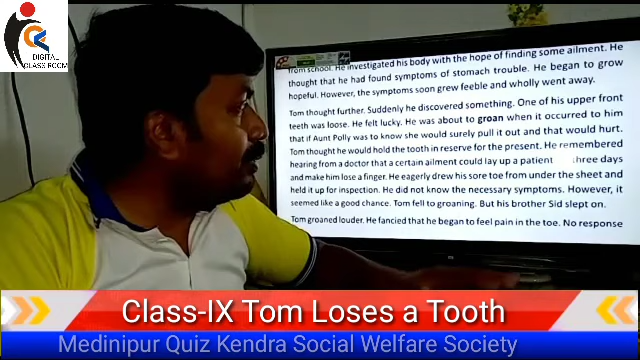 DIGITAL
CLASS ROOM
from school. He investigated his body with the hope of finding some ailment. He
thought that he had found symptoms of stomach trouble. He began to grow
hopeful. However, the symptoms soon grew feeble and wholly went away.
Tom thought further. Suddenly he discovered something. One of his upper front
teeth was loose. He felt lucky. He was about to groan when it occurred to him
that if Aunt Polly was to know she would surely pull it out and that would hurt.
Tom thought he would hold the tooth in reserve for the present. He remembered
hearing from a doctor that a certain ailment could lay up a patient three days
and make him lose a finger. He eagerly drew his sore toe from under the sheet and
held it up for inspection. He did not know the necessary symptoms. However, it
seemed like a good chance. Tom fell to groaning. But his brother Sid slept on.
Tom groaned louder. He fancied that he began to feel pain in the toe. No response
Class-IX Tom Loses a Tooth
Medinipur Quiz Kendra Social Welfare Society